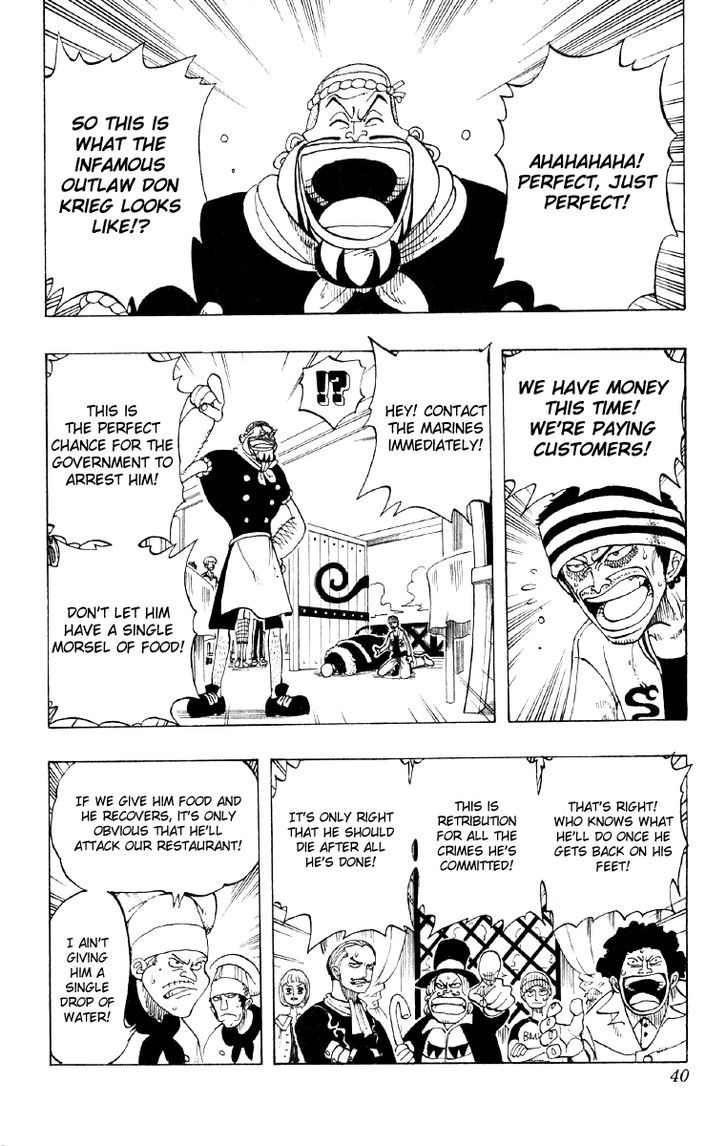 AHAHAHAHA!
PERFECT, JUST
PERFECT!
SO THIS IS
WHAT THE
INFAMOUS
OUTLAW DON
KRIEG LOOKS
LIKE!?
WE HAVE MONEY
THIS TIME!
WE'RE PAYING
CUSTOMERS!
S
HEY! CONTACT
THE MARINES
IMMEDIATELY!
!?
THIS IS
THE PERFECT
CHANCE FOR THE
GOVERNMENT TO
ARREST HIM!
DON'T LET HIM
HAVE A SINGLE
MORSEL OF FOOD!
THAT'S RIGHT!
WHO KNOWS WHAT
HE'LL DO ONCE HE
GETS BACK ON HIS
FEET!
THIS IS
RETRIBUTION
FOR ALL THE
CRIMES HE'S
COMMITTED!
IT'S ONLY RIGHT
THAT HE SHOULD
DIE AFTER ALL
HE'S DONE!
IF WE GIVE HIM FOOD AND
HE RECOVERS, IT'S ONLY
OBVIOUS THAT HE'LL
ATTACK OUR RESTAURANT!
I AIN'T
GIVING
HIM A
SINGLE
DROP OF
WATER!
40